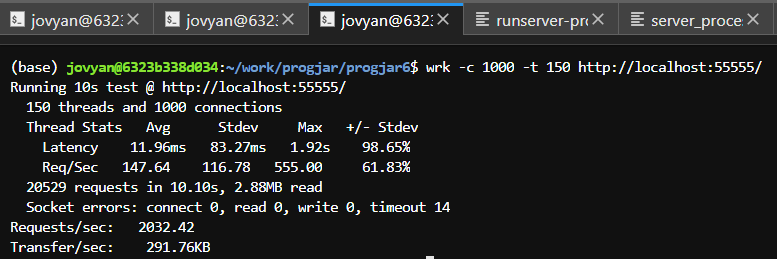 jovyan@6323 jovyan@6323 jovyan@6323 runserver-pro server_proce
(base) jovyan@6323b338d034:~/work/progjar/progjar6$ wrk -c 1000 -t 150 http://localhost:55555/
Running 10s test @ http://localhost:55555/
  150 threads and 1000 connections
  Thread Stats   Avg      Stdev     Max   +/- Stdev
    Latency    11.96ms   83.27ms   1.92s    98.65%
    Req/Sec   147.64    116.78   555.00     61.83%
  20529 requests in 10.10s, 2.88MB read
  Socket errors: connect 0, read 0, write 0, timeout 14
Requests/sec:   2032.42
Transfer/sec:    291.76KB